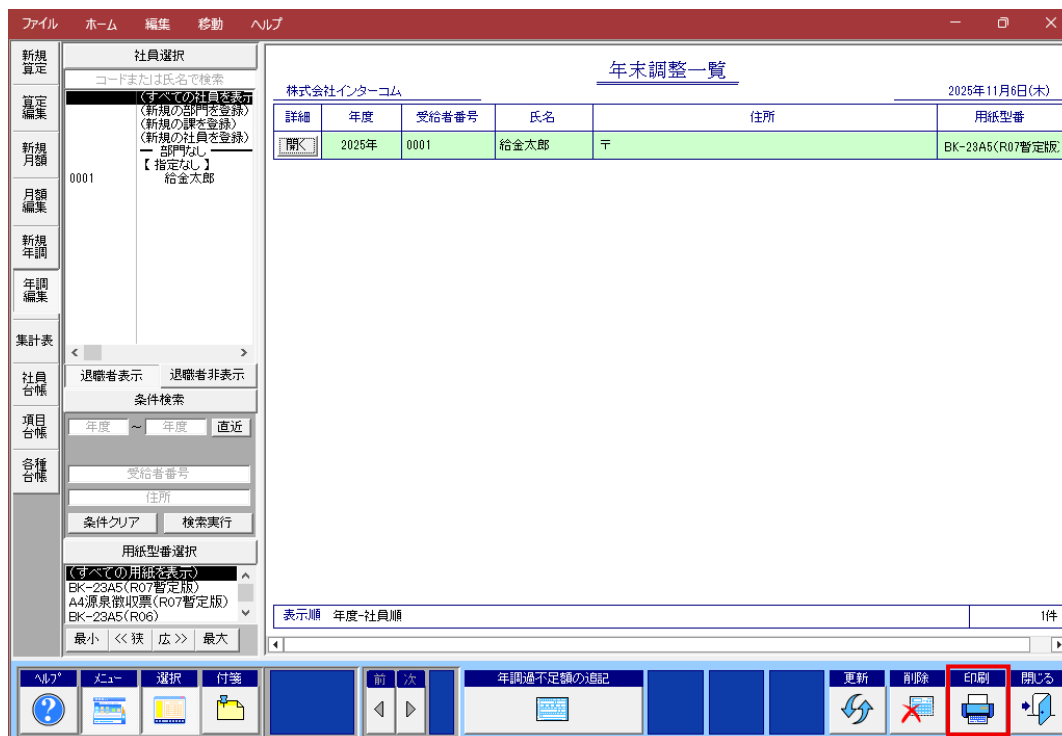 ファイル ホーム 編集 移動 ヘルプ
新規
算定
算定
編集
新規
月額
月額
編集
新規
年調
年調
編集
集計表
社員
台帳
項目
台帳
各種
台帳
社員選択
コードまたは氏名で検索
(すべての社員を表示
(新規の部門を登録)
(新規の課を登録)
(新規の社員を登録)
━ 部門なし ━━━
【 指定なし 】
0001 給金太郎
退職者表示 退職者非表示
条件検索
年度 ~ 年度 直近
受給者番号
住所
条件クリア 検索実行
用紙型番選択
(すべての用紙を表示)
BK-23A5(R07暫定版)
A4源泉徴収票(R07暫定版)
BK-23A5(R06)
最小 <<狭 広>> 最大
年末調整一覧
株式会社インターコム 2025年11月6日(木)
詳細 年度 受給者番号 氏名 住所 用紙型番
開く 2025年 0001 給金太郎 〒 BK-23A5(R07暫定版)
表示順 年度-社員順 1件
ヘルプ メニュー 選択 付箋 前 次 年調過不足額の追記 更新 削除 印刷 閉じる